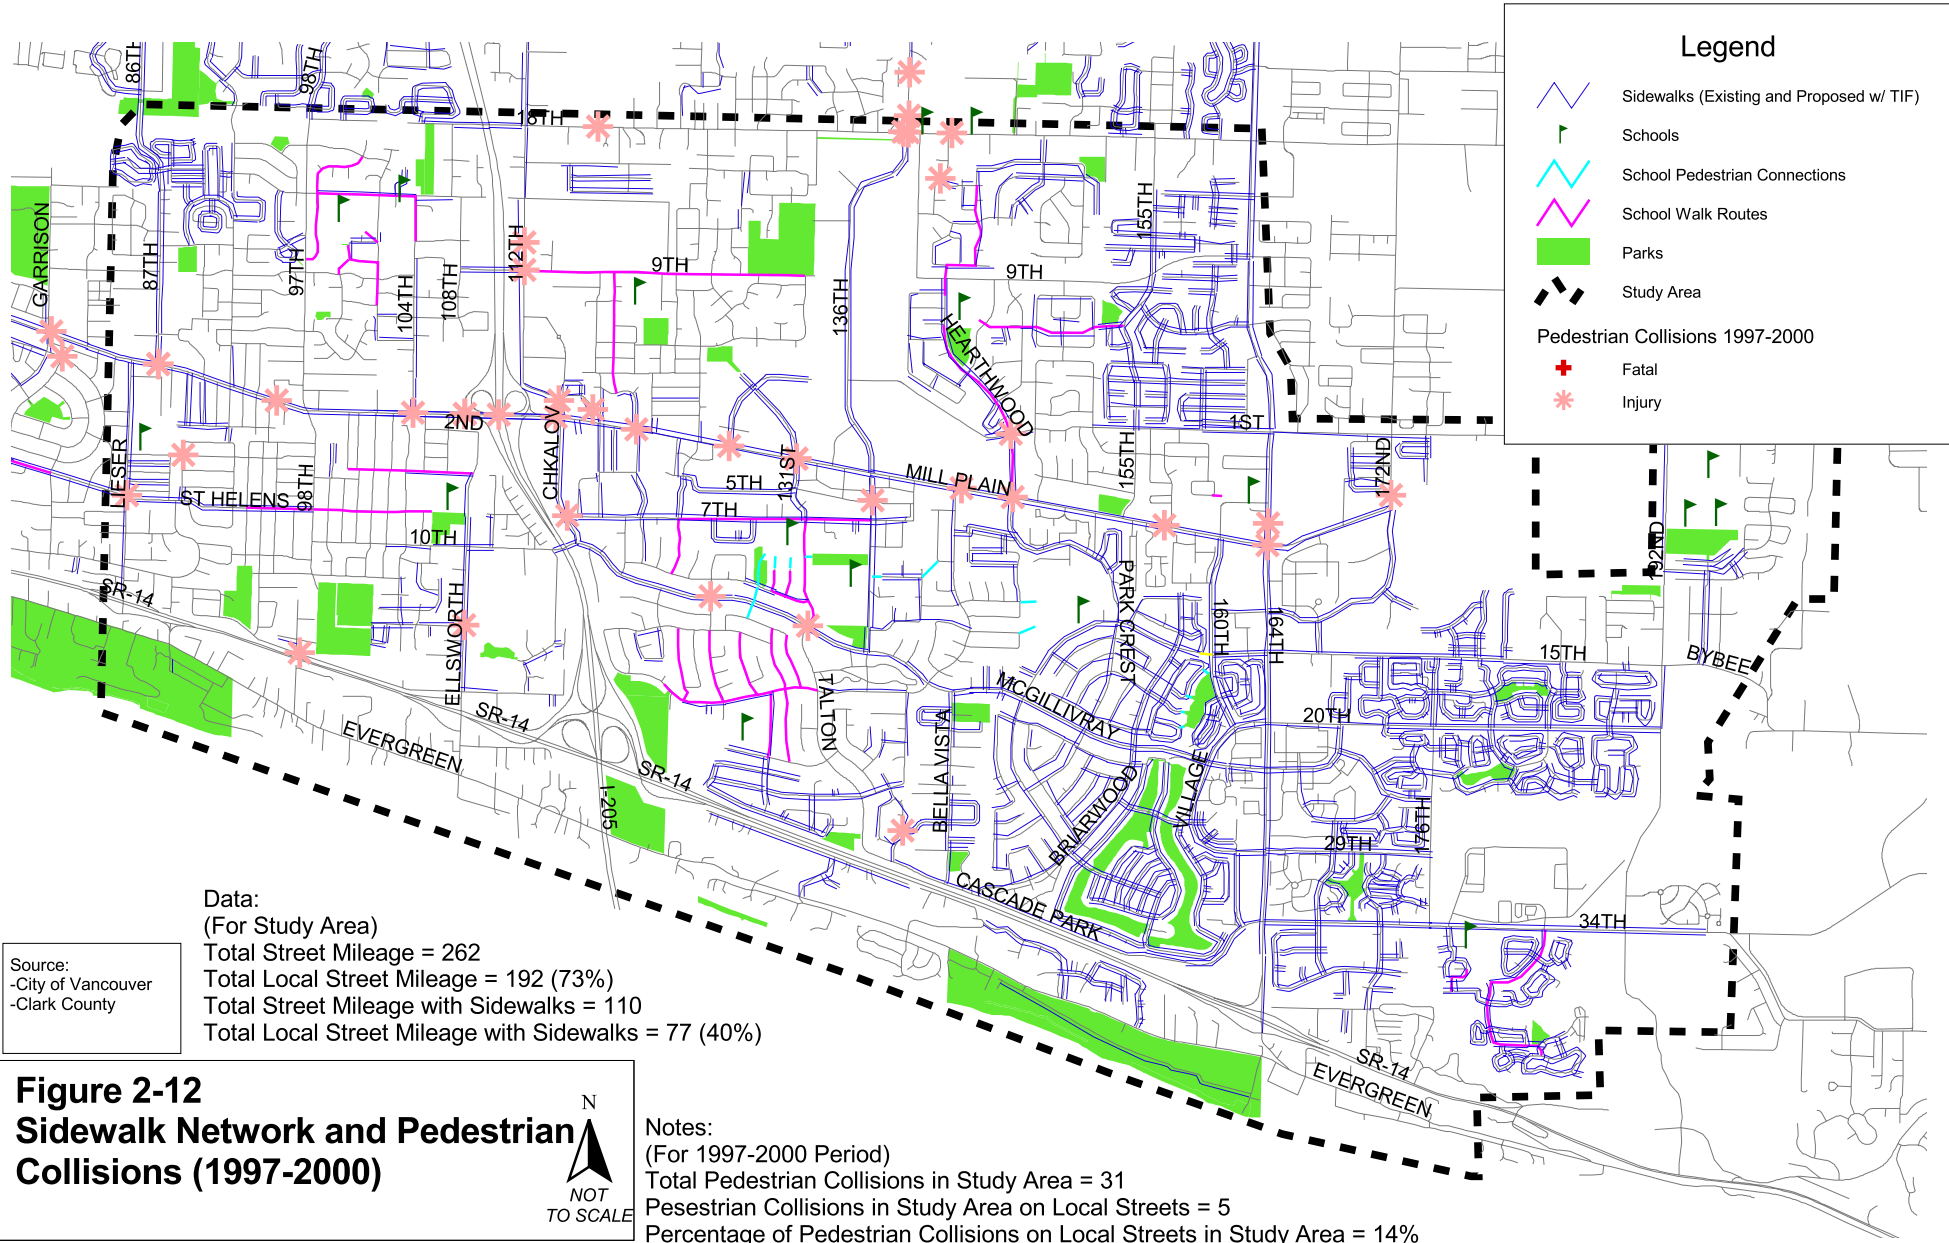 Legend
Sidewalks (Existing and Proposed w/ TIF)
Schools
School Pedestrian Connections
School Walk Routes
Parks
Study Area
Pedestrian Collisions 1997-2000
Fatal
Injury
86TH
98TH
18TH
GARRISON
87TH
97TH
104TH
108TH
112TH
9TH
136TH
155TH
9TH
HEARTHWOOD
2ND
CHKALOV
1ST
LIESER
ST HELENS
98TH
10TH
5TH
7TH
131ST
MILL PLAIN
155TH
172ND
192ND
SR-14
ELLSWORTH
PARK CREST
160TH
164TH
15TH
BYBEE
EVERGREEN
SR-14
SR-14
I-205
TALTON
BELLA VISTA
MCGILLIVRAY
BRIARWOOD
VILLAGE
20TH
176TH
29TH
CASCADE PARK
34TH
SR-14
EVERGREEN
Data:
(For Study Area)
Total Street Mileage = 262
Total Local Street Mileage = 192 (73%)
Total Street Mileage with Sidewalks = 110
Total Local Street Mileage with Sidewalks = 77 (40%)
Source:
-City of Vancouver
-Clark County
Figure 2-12
Sidewalk Network and Pedestrian
Collisions (1997-2000)
N
NOT
TO SCALE
Notes:
(For 1997-2000 Period)
Total Pedestrian Collisions in Study Area = 31
Pesestrian Collisions in Study Area on Local Streets = 5
Percentage of Pedestrian Collisions on Local Streets in Study Area = 14%